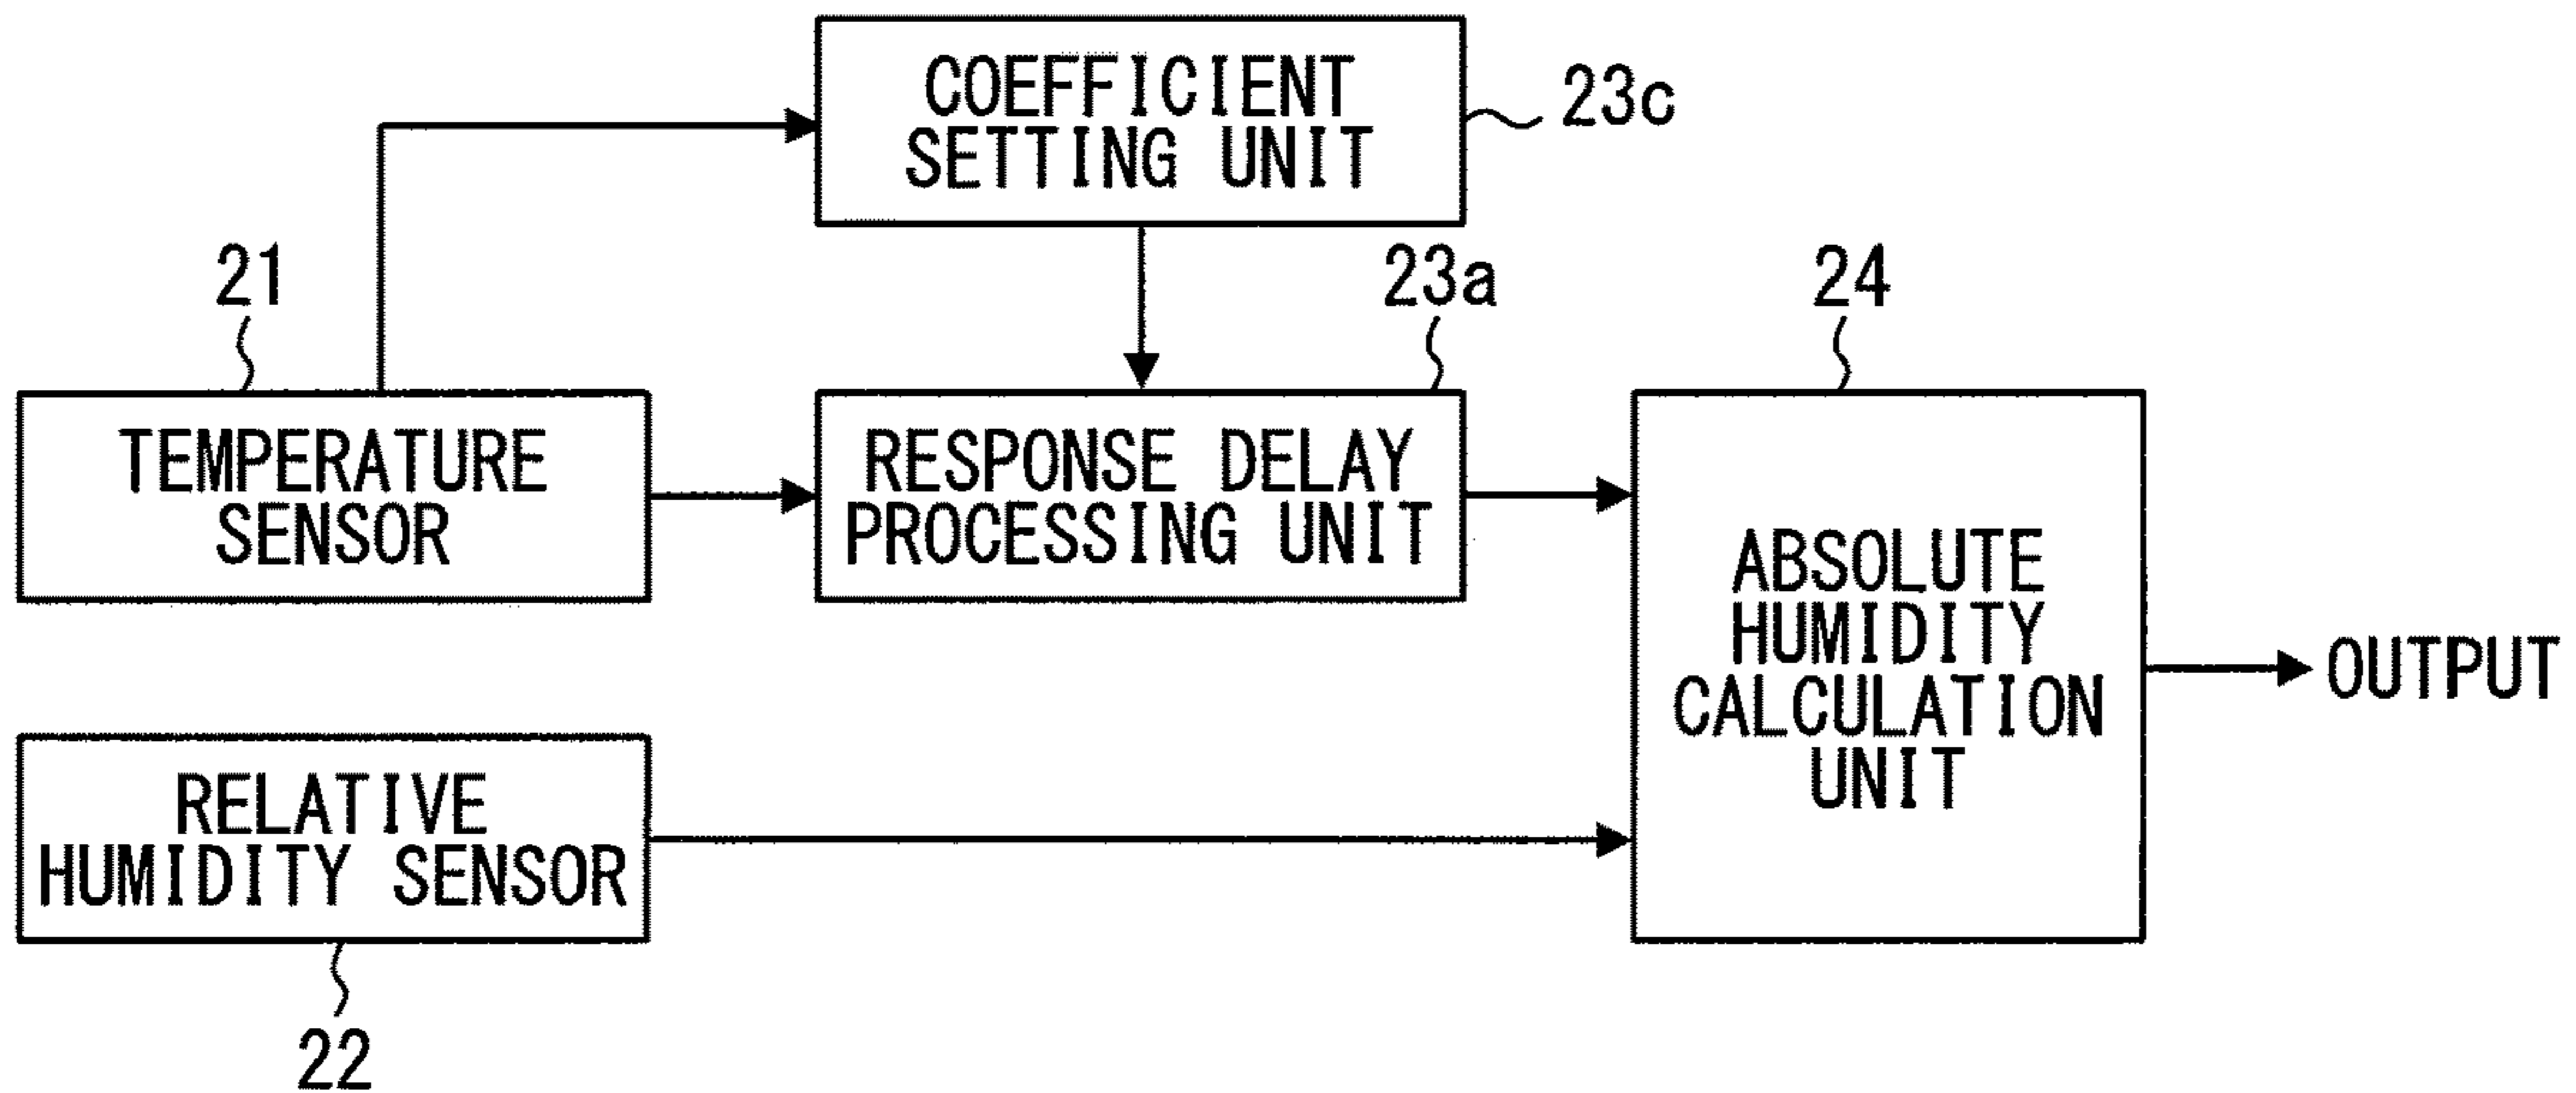 COEFFICIENT
SETTING UNIT
23c
21
23a
24
TEMPERATURE
SENSOR
RESPONSE DELAY
PROCESSING UNIT
ABSOLUTE
HUMIDITY
CALCULATION
UNIT
OUTPUT
RELATIVE
HUMIDITY SENSOR
22